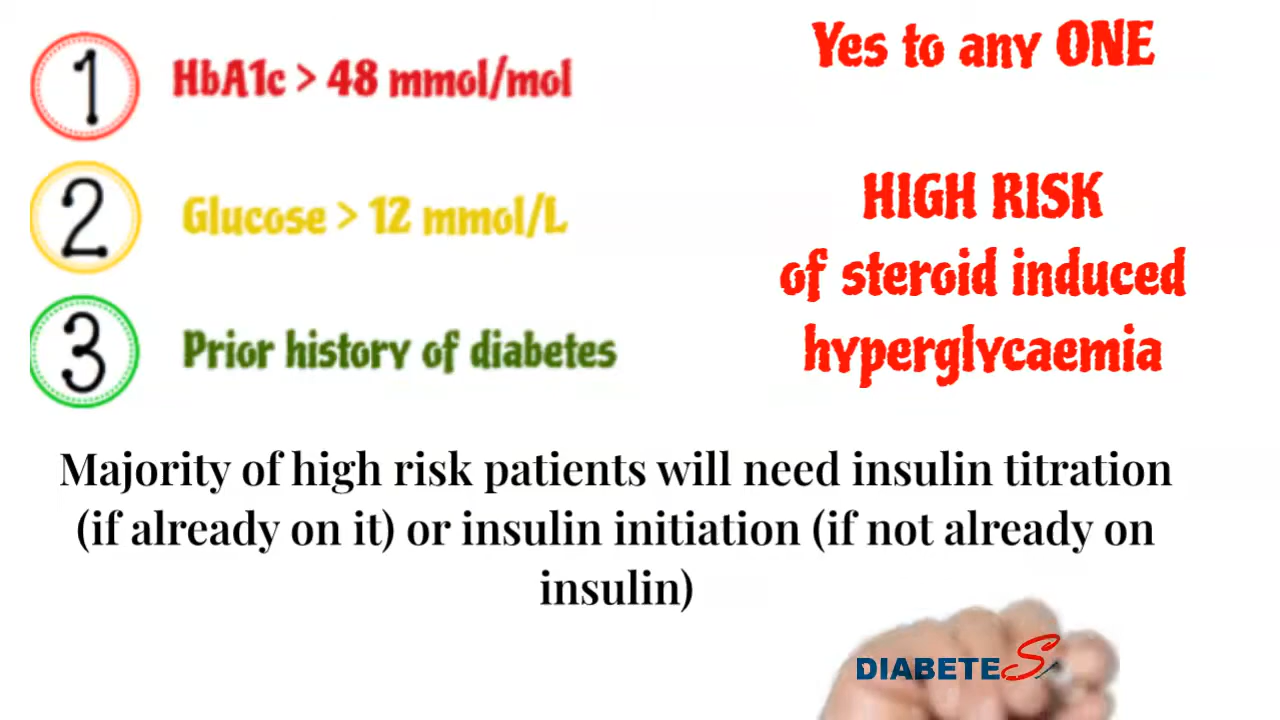 1
HbA1c > 48 mmol/mol
2
Glucose > 12 mmol/L
3
Prior history of diabetes
Yes to any ONE
HIGH RISK
of steroid induced
hyperglycaemia
Majority of high risk patients will need insulin titration
(if already on it) or insulin initiation (if not already on
insulin)
DIABETES